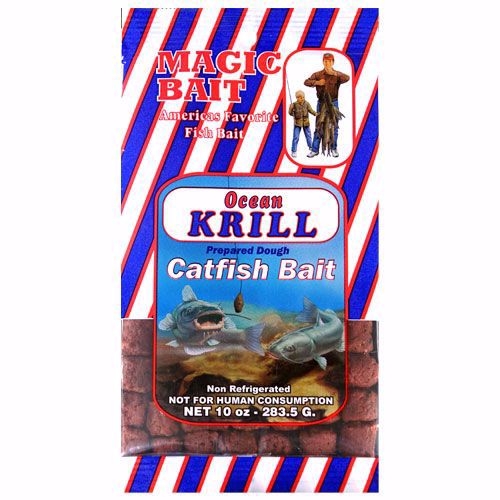 MAGIC
BAIT
Americas Favorite
Fish Bait
Ocean
KRILL
Prepared Dough
Catfish Bait
Non Refrigerated
NOT FOR HUMAN CONSUMPTION
NET 10 oz - 283.5 G.